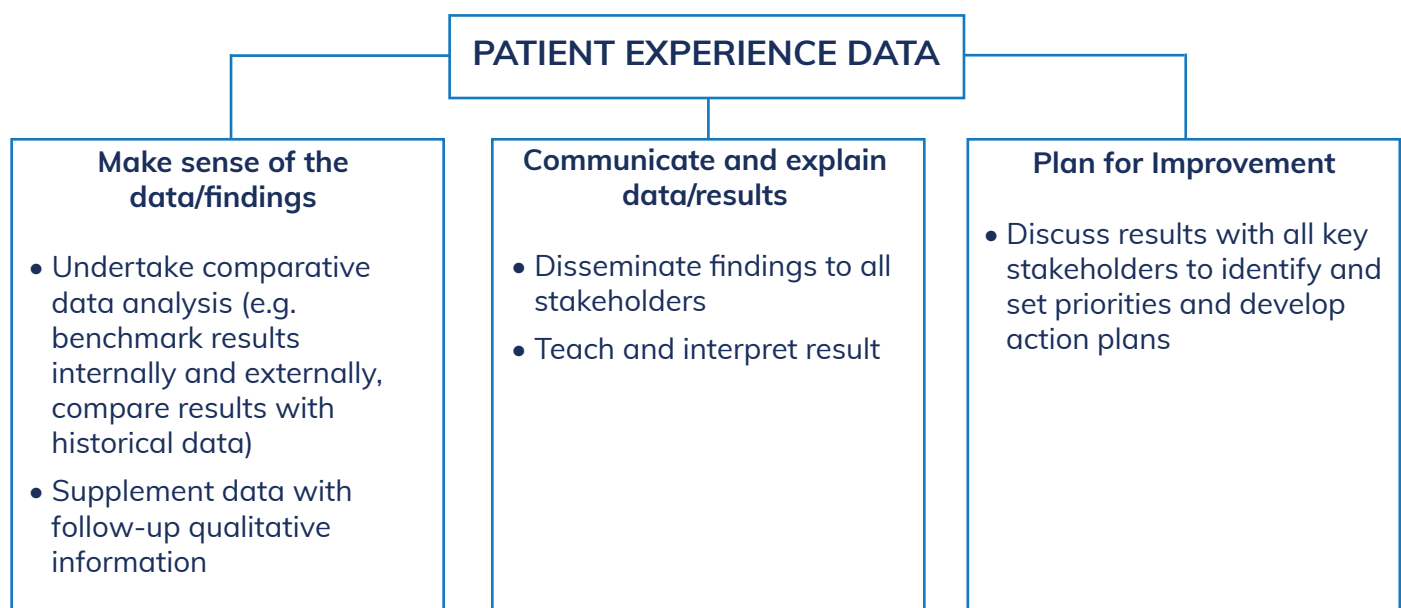 PATIENT EXPERIENCE DATA
Make sense of the
data/findings
• Undertake comparative
data analysis (e.g.
benchmark results
internally and externally,
compare results with
historical data)
• Supplement data with
follow-up qualitative
information
Communicate and explain
data/results
• Disseminate findings to all
stakeholders
• Teach and interpret result
Plan for Improvement
• Discuss results with all key
stakeholders to identify and
set priorities and develop
action plans